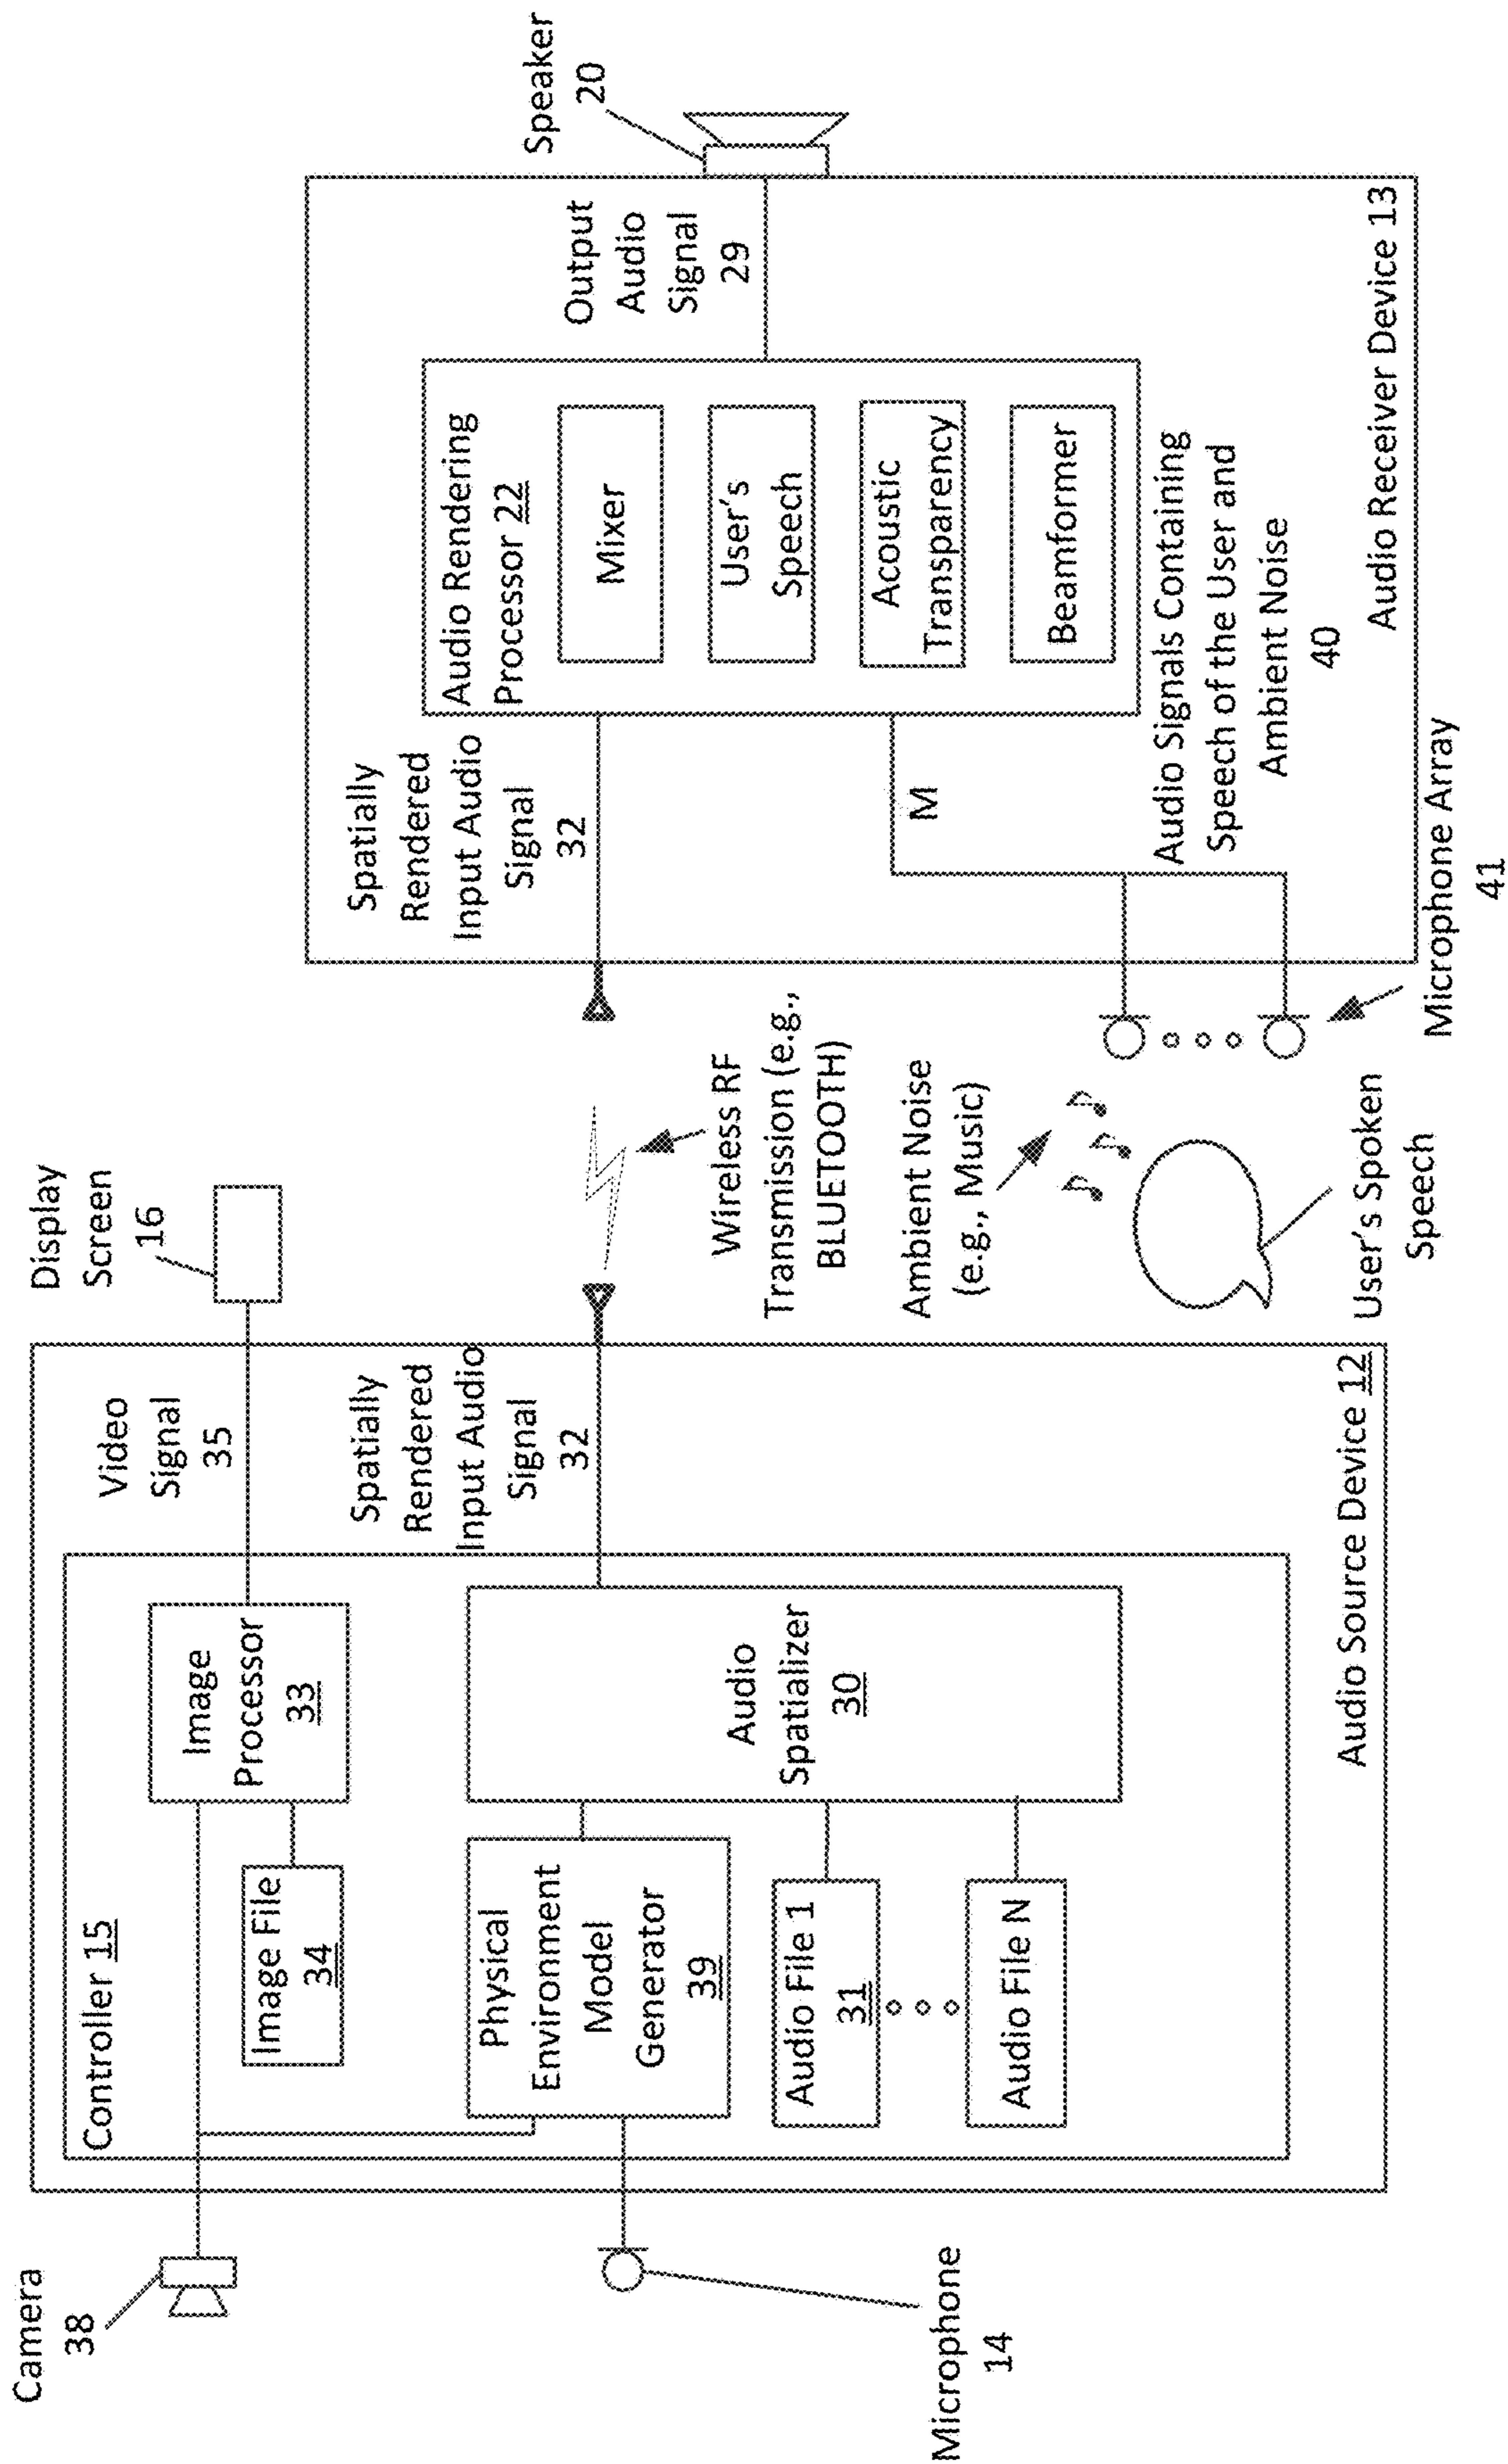 Camera
38
Microphone
14
Controller 15
Image File
34
Image
Processor
33
Physical
Environment
Model
Generator
39
Audio File 1
31
Audio File N
Audio
Spatializer
30
Video
Signal
35
Spatially
Rendered
Input Audio
Signal
32
Audio Source Device 12
Display
Screen
16
Wireless RF
Transmission (e.g.,
BLUETOOTH)
Ambient Noise
(e.g., Music)
User's Spoken
Speech
Microphone Array
41
Spatially
Rendered
Input Audio
Signal
32
M
Audio Rendering
Processor 22
Mixer
User's
Speech
Acoustic
Transparency
Beamformer
Audio Signals Containing
Speech of the User and
Ambient Noise
40
Output
Audio
Signal
29
Audio Receiver Device 13
Speaker
20